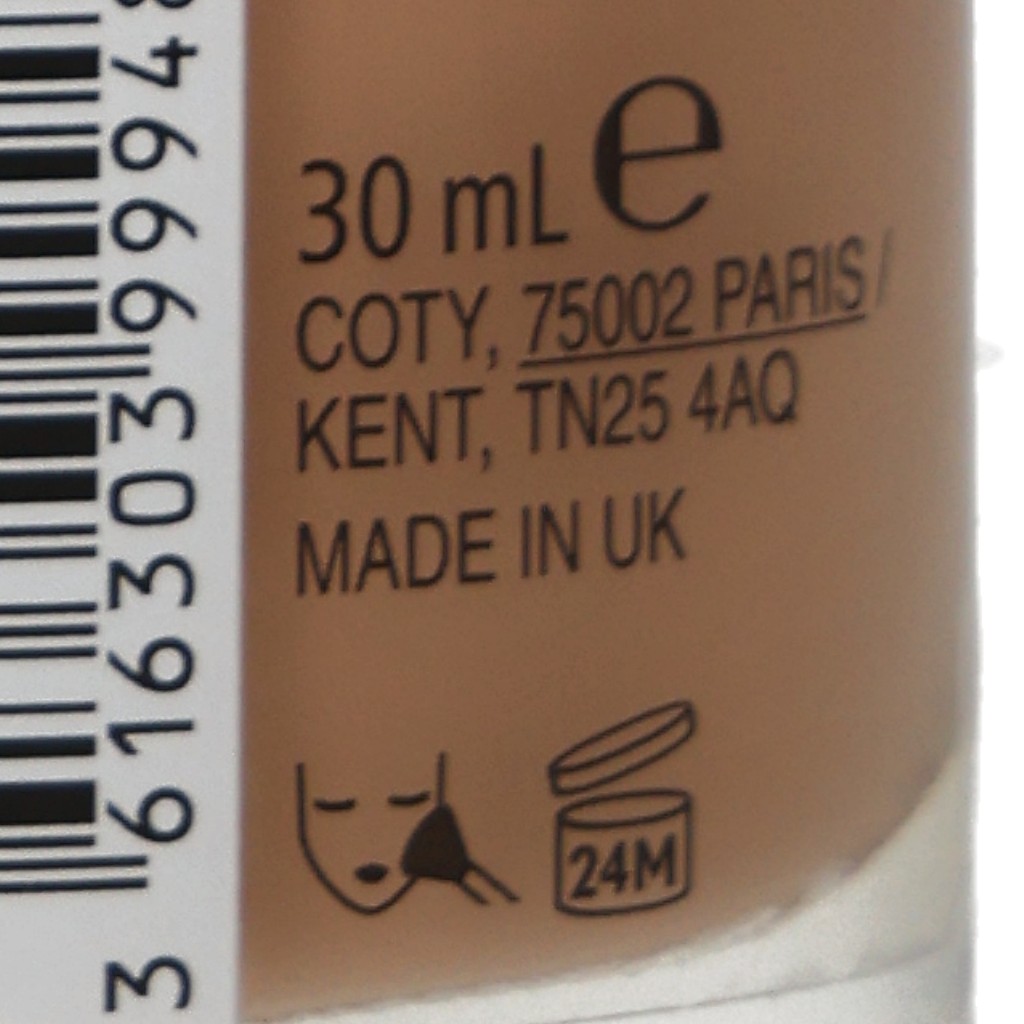 30 mL e
COTY, 75002 PARIS /
KENT, TN25 4AQ
MADE IN UK
24M
3 616303 99948